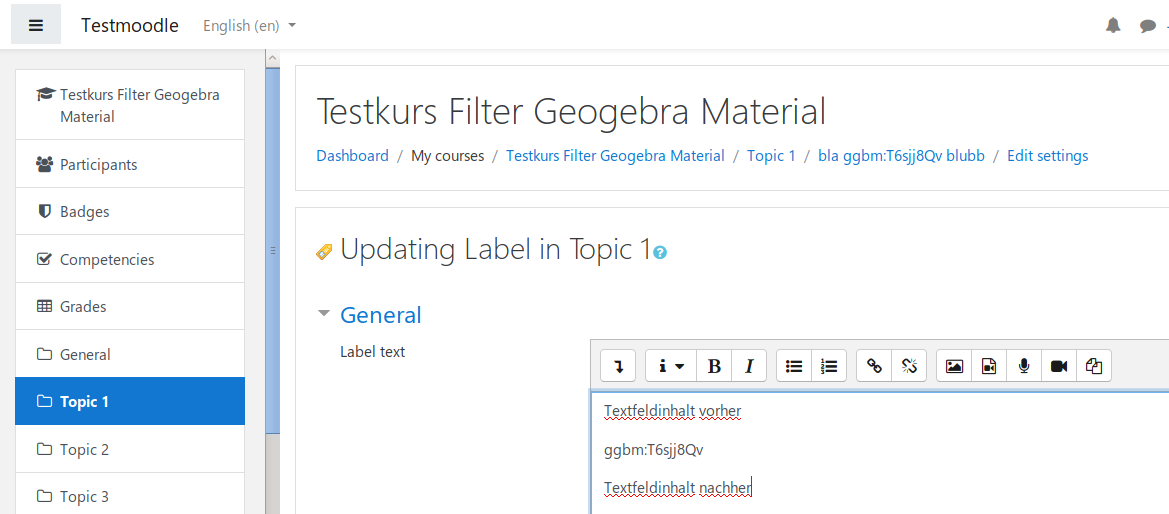 Testmoodle English (en)
Testkurs Filter Geogebra
Material
Participants
Badges
Competencies
Grades
General
Topic 1
Topic 2
Topic 3
Testkurs Filter Geogebra Material
Dashboard / My courses / Testkurs Filter Geogebra Material / Topic 1 / bla ggbm:T6sjj8Qv blubb / Edit settings
Updating Label in Topic 1
General
Label text
B I
Textfeldinhalt vorher
ggbm:T6sjj8Qv
Textfeldinhalt nachher